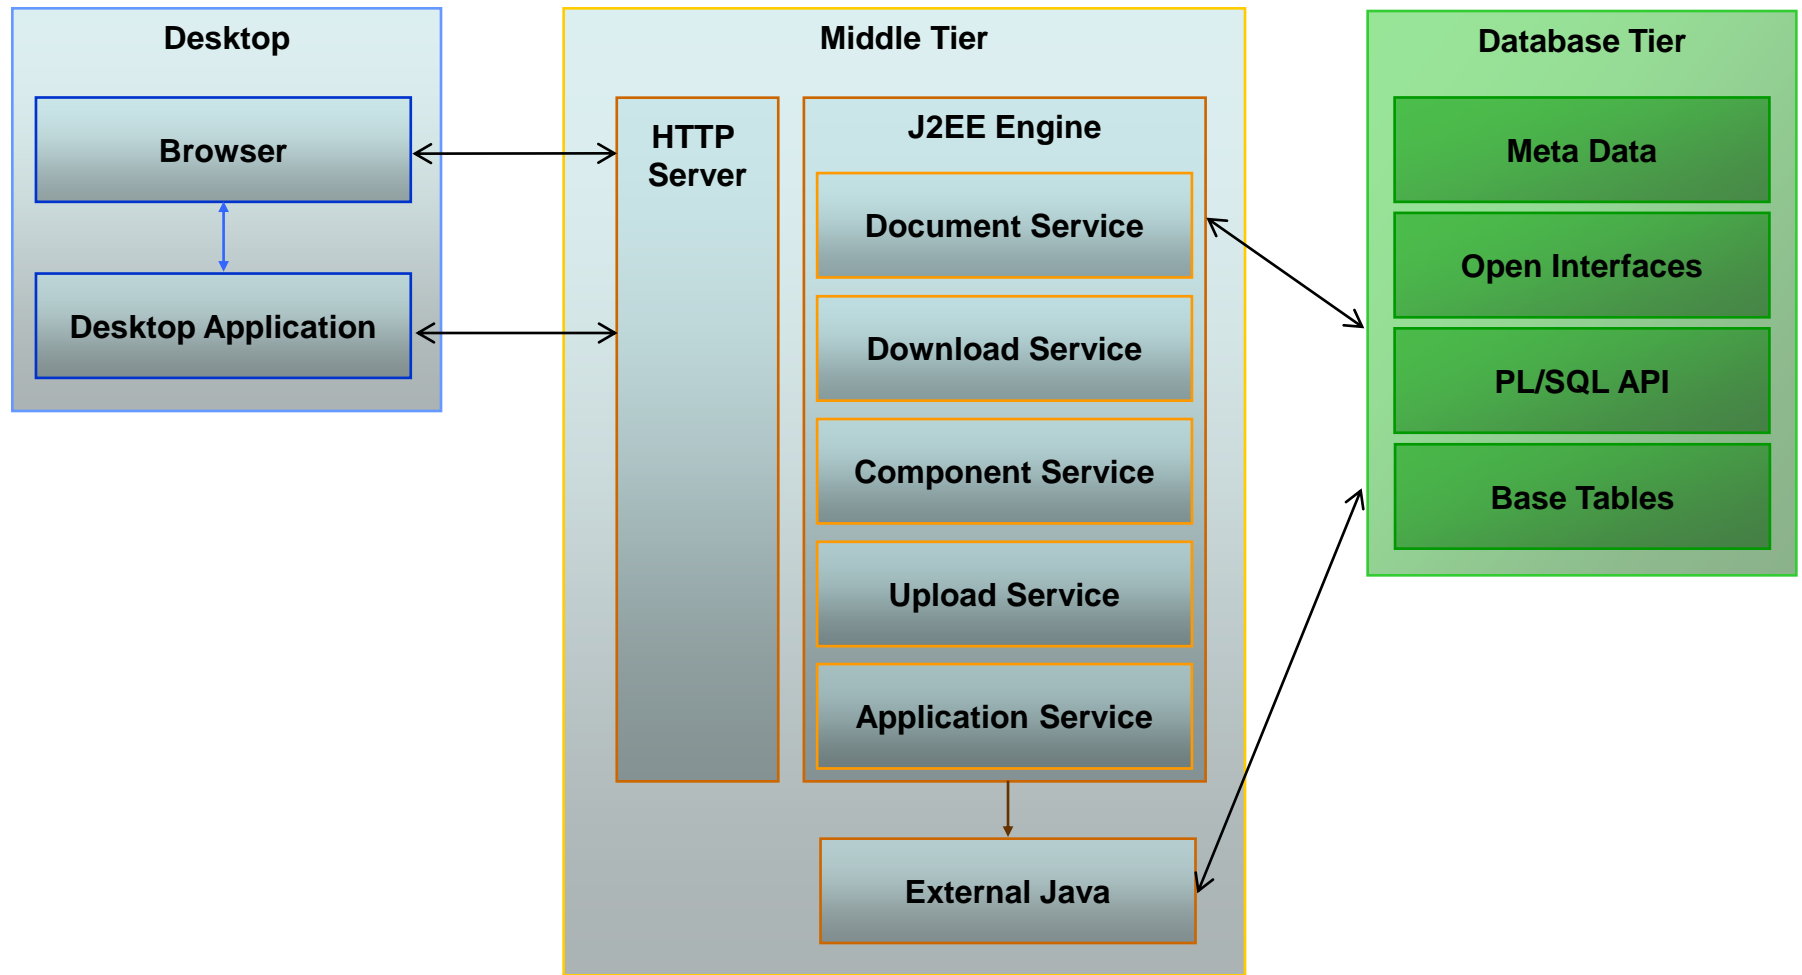 Desktop
Browser
Desktop Application
Middle Tier
HTTP
Server
J2EE Engine
Document Service
Download Service
Component Service
Upload Service
Application Service
External Java
Database Tier
Meta Data
Open Interfaces
PL/SQL API
Base Tables